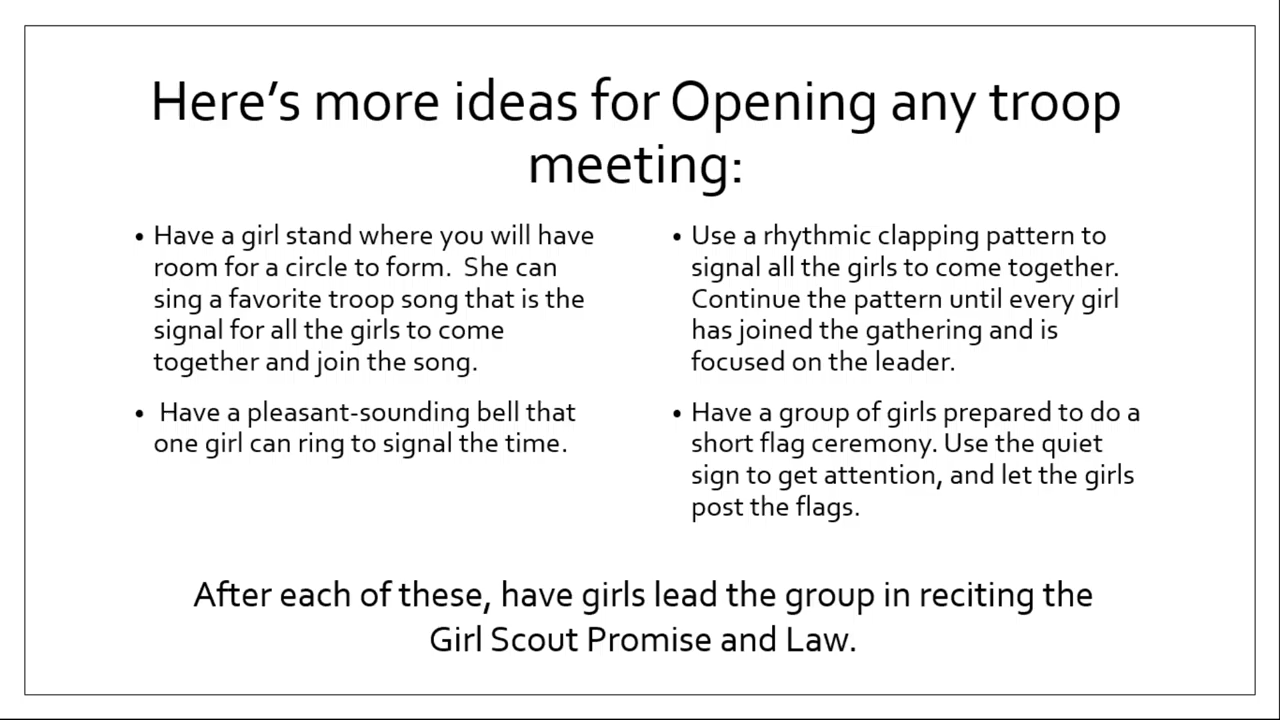 Here’s more ideas for Opening any troop
meeting:
• Have a girl stand where you will have
room for a circle to form.  She can
sing a favorite troop song that is the
signal for all the girls to come
together and join the song.
•  Have a pleasant-sounding bell that
one girl can ring to signal the time.
• Use a rhythmic clapping pattern to
signal all the girls to come together.
Continue the pattern until every girl
has joined the gathering and is
focused on the leader.
• Have a group of girls prepared to do a
short flag ceremony. Use the quiet
sign to get attention, and let the girls
post the flags.
After each of these, have girls lead the group in reciting the
Girl Scout Promise and Law.